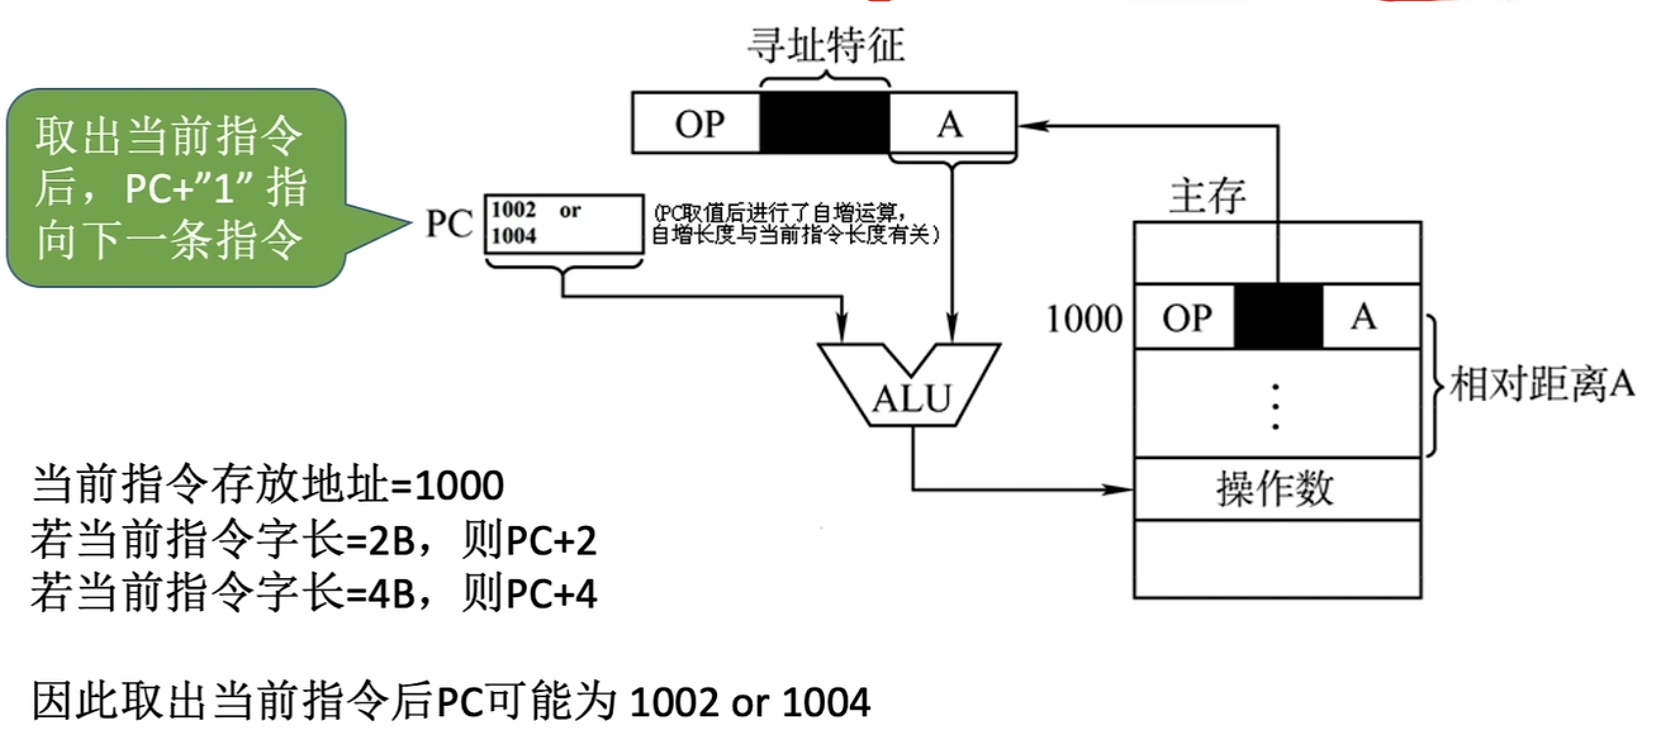 寻址特征
OP A
取出当前指令
后，PC+”1” 指
向下一条指令
PC
1002 or
1004
(PC取值后进行了自增运算，
自增长度与当前指令长度有关)
主存
1000
OP A
ALU
相对距离A
操作数
当前指令存放地址=1000
若当前指令字长=2B，则PC+2
若当前指令字长=4B，则PC+4
因此取出当前指令后PC可能为 1002 or 1004